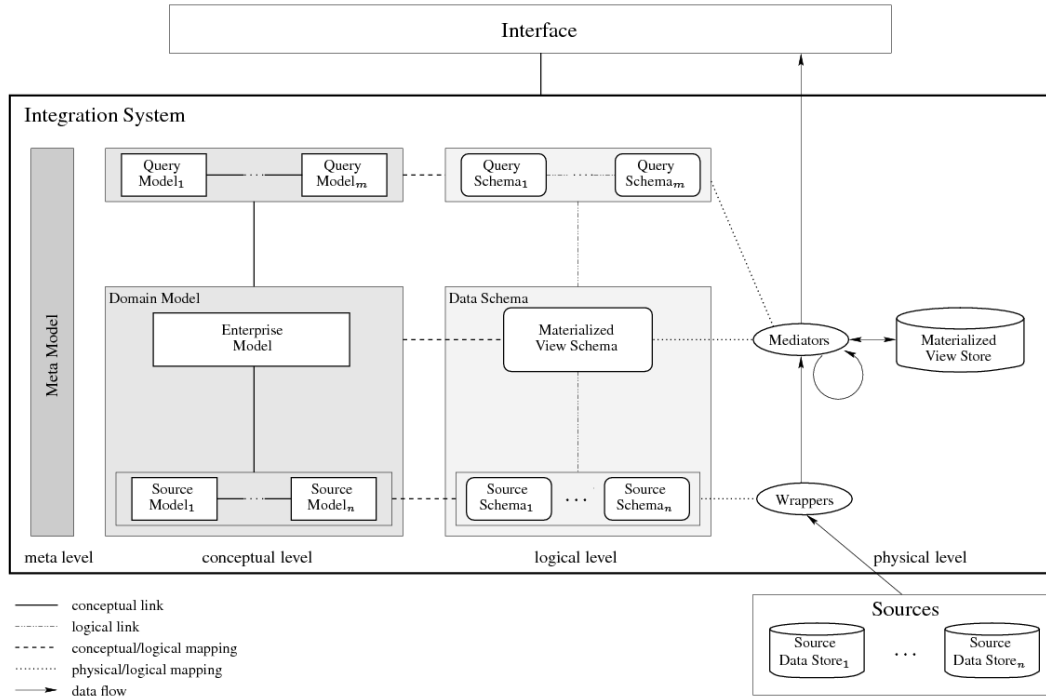 Interface
Integration System
Meta Model
Query
Model₁
...
Query
Modelₘ
Query
Schema₁
...
Query
Schemaₘ
Domain Model
Enterprise
Model
Data Schema
Materialized
View Schema
Mediators
Materialized
View Store
Source
Model₁
...
Source
Modelₙ
Source
Schema₁
...
Source
Schemaₙ
Wrappers
meta level
conceptual level
logical level
physical level
conceptual link
logical link
conceptual/logical mapping
physical/logical mapping
data flow
Sources
Source
Data Store₁
...
Source
Data Storeₙ